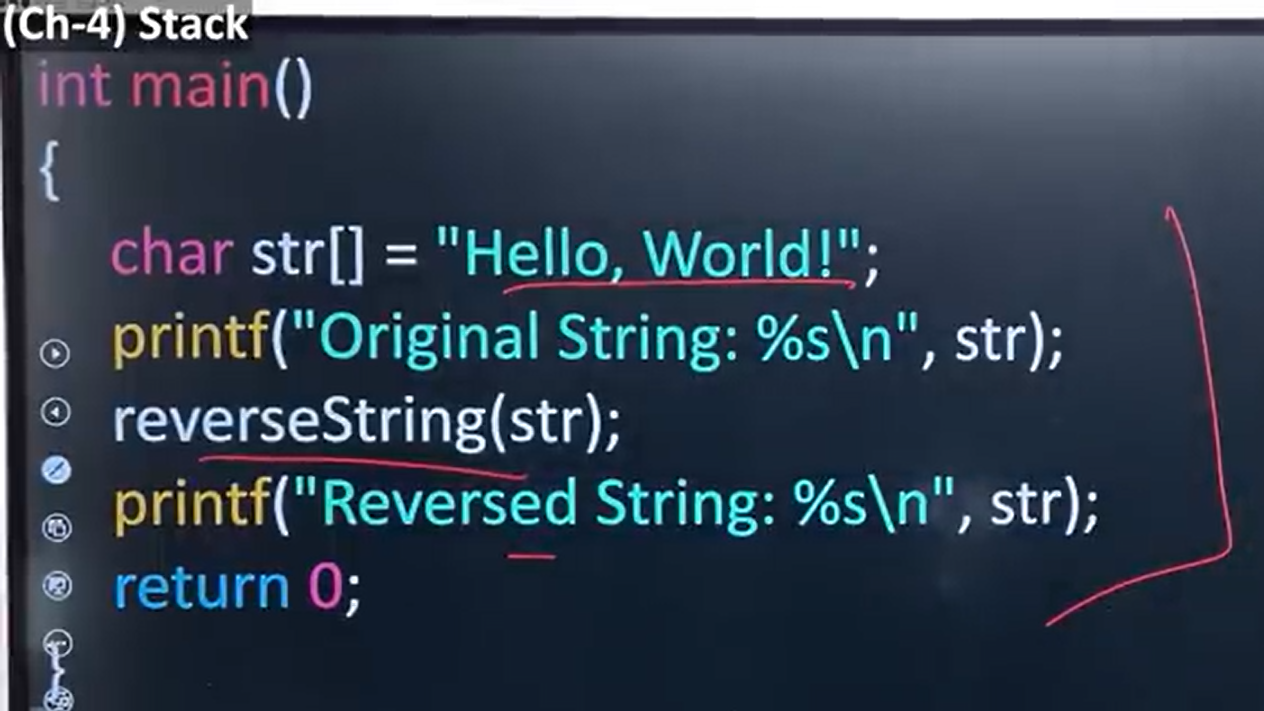 (Ch-4) Stack
int main()
{
char str[] = "Hello, World!";
printf("Original String: %s\n", str);
reverseString(str);
printf("Reversed String: %s\n", str);
return 0;
}